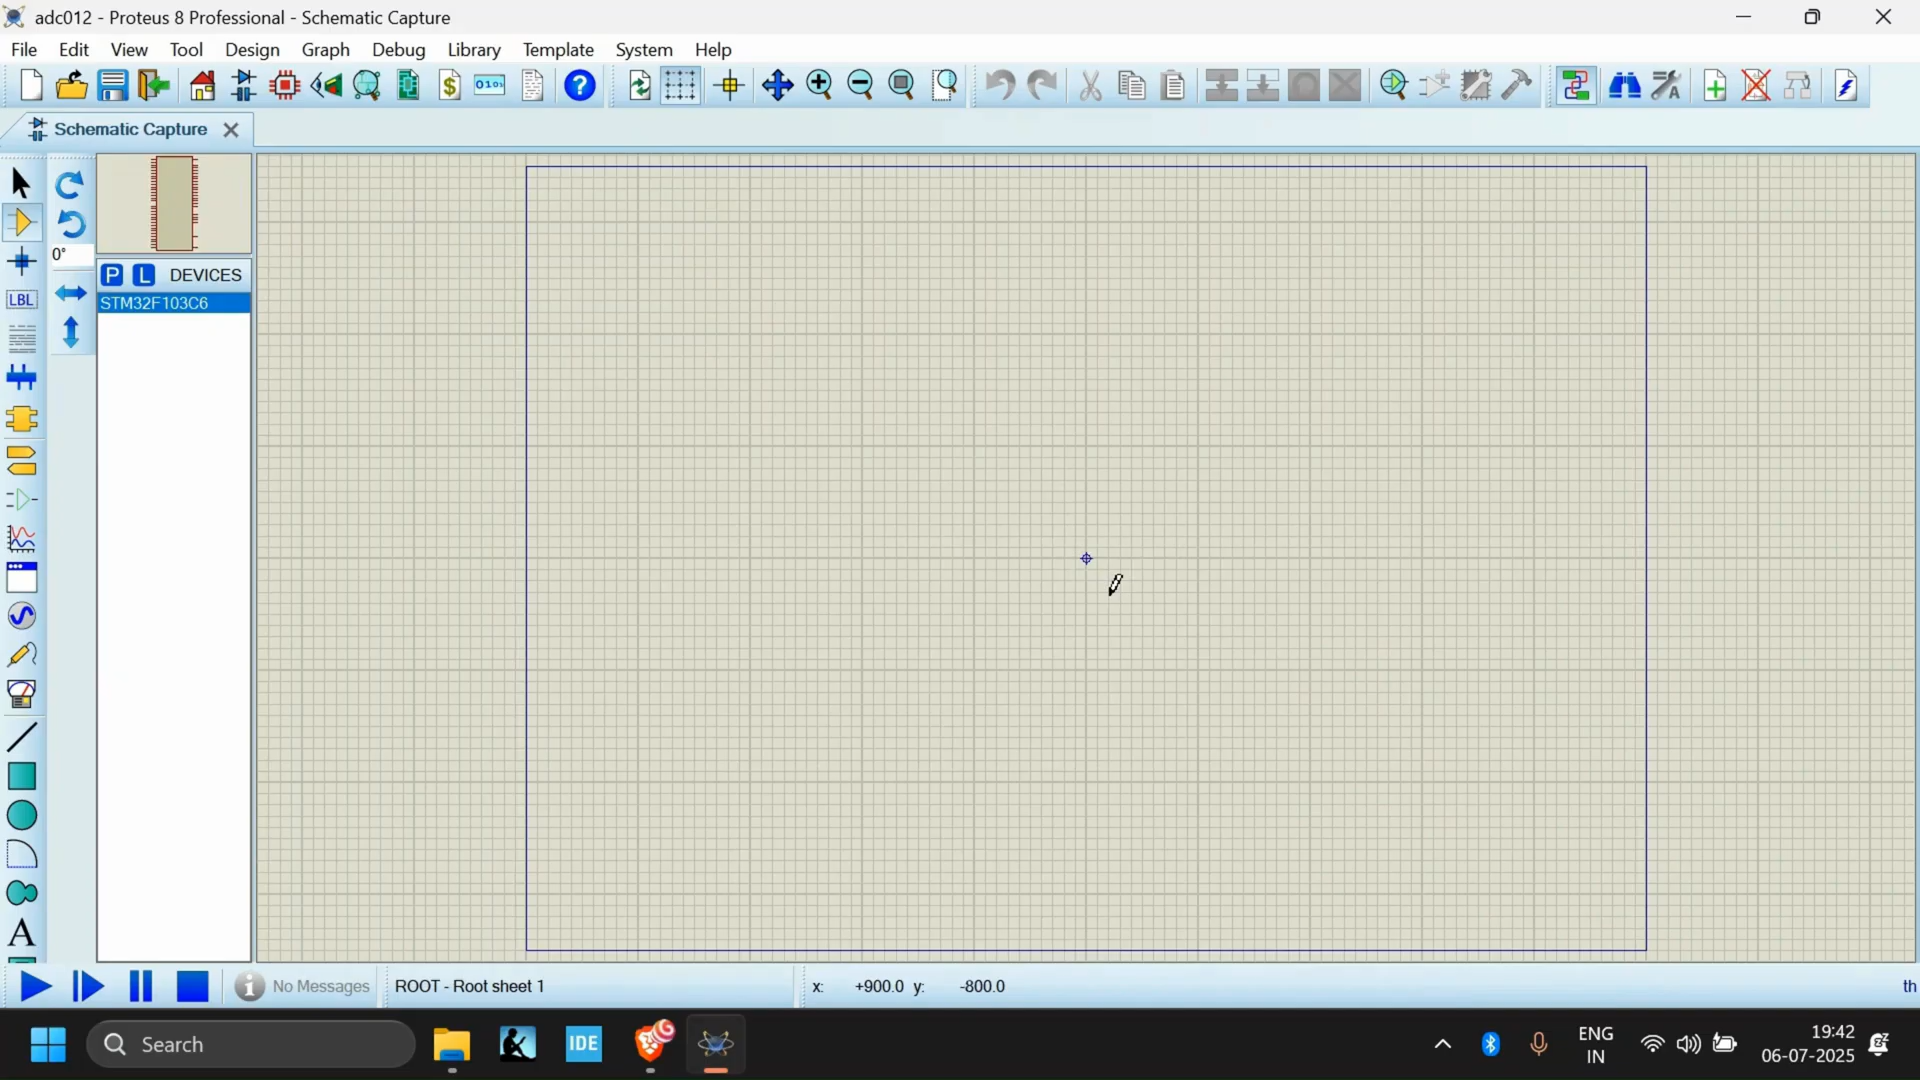 adc012 - Proteus 8 Professional - Schematic Capture
File Edit View Tool Design Graph Debug Library Template System Help
$
0101
?
A
Schematic Capture
0°
P L DEVICES
LBL
STM32F103C6
A
No Messages
ROOT - Root sheet 1
x: +900.0 y: -800.0
th
Search
IDE
ENG
IN
19:42
06-07-2025